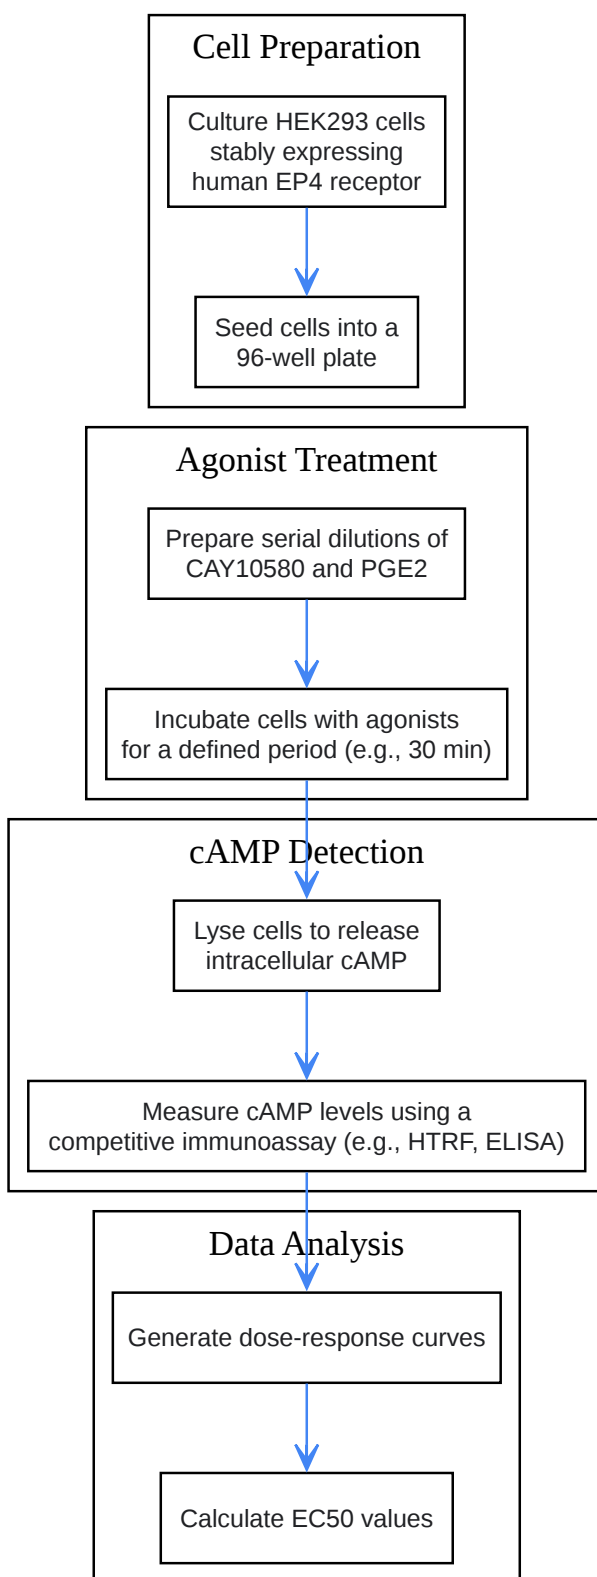 Cell Preparation
Culture HEK293 cells
stably expressing
human EP4 receptor
Seed cells into a
96-well plate
Agonist Treatment
Prepare serial dilutions of
CAY10580 and PGE2
Incubate cells with agonists
for a defined period (e.g., 30 min)
cAMP Detection
Lyse cells to release
intracellular cAMP
Measure cAMP levels using a
competitive immunoassay (e.g., HTRF, ELISA)
Data Analysis
Generate dose-response curves
Calculate EC50 values